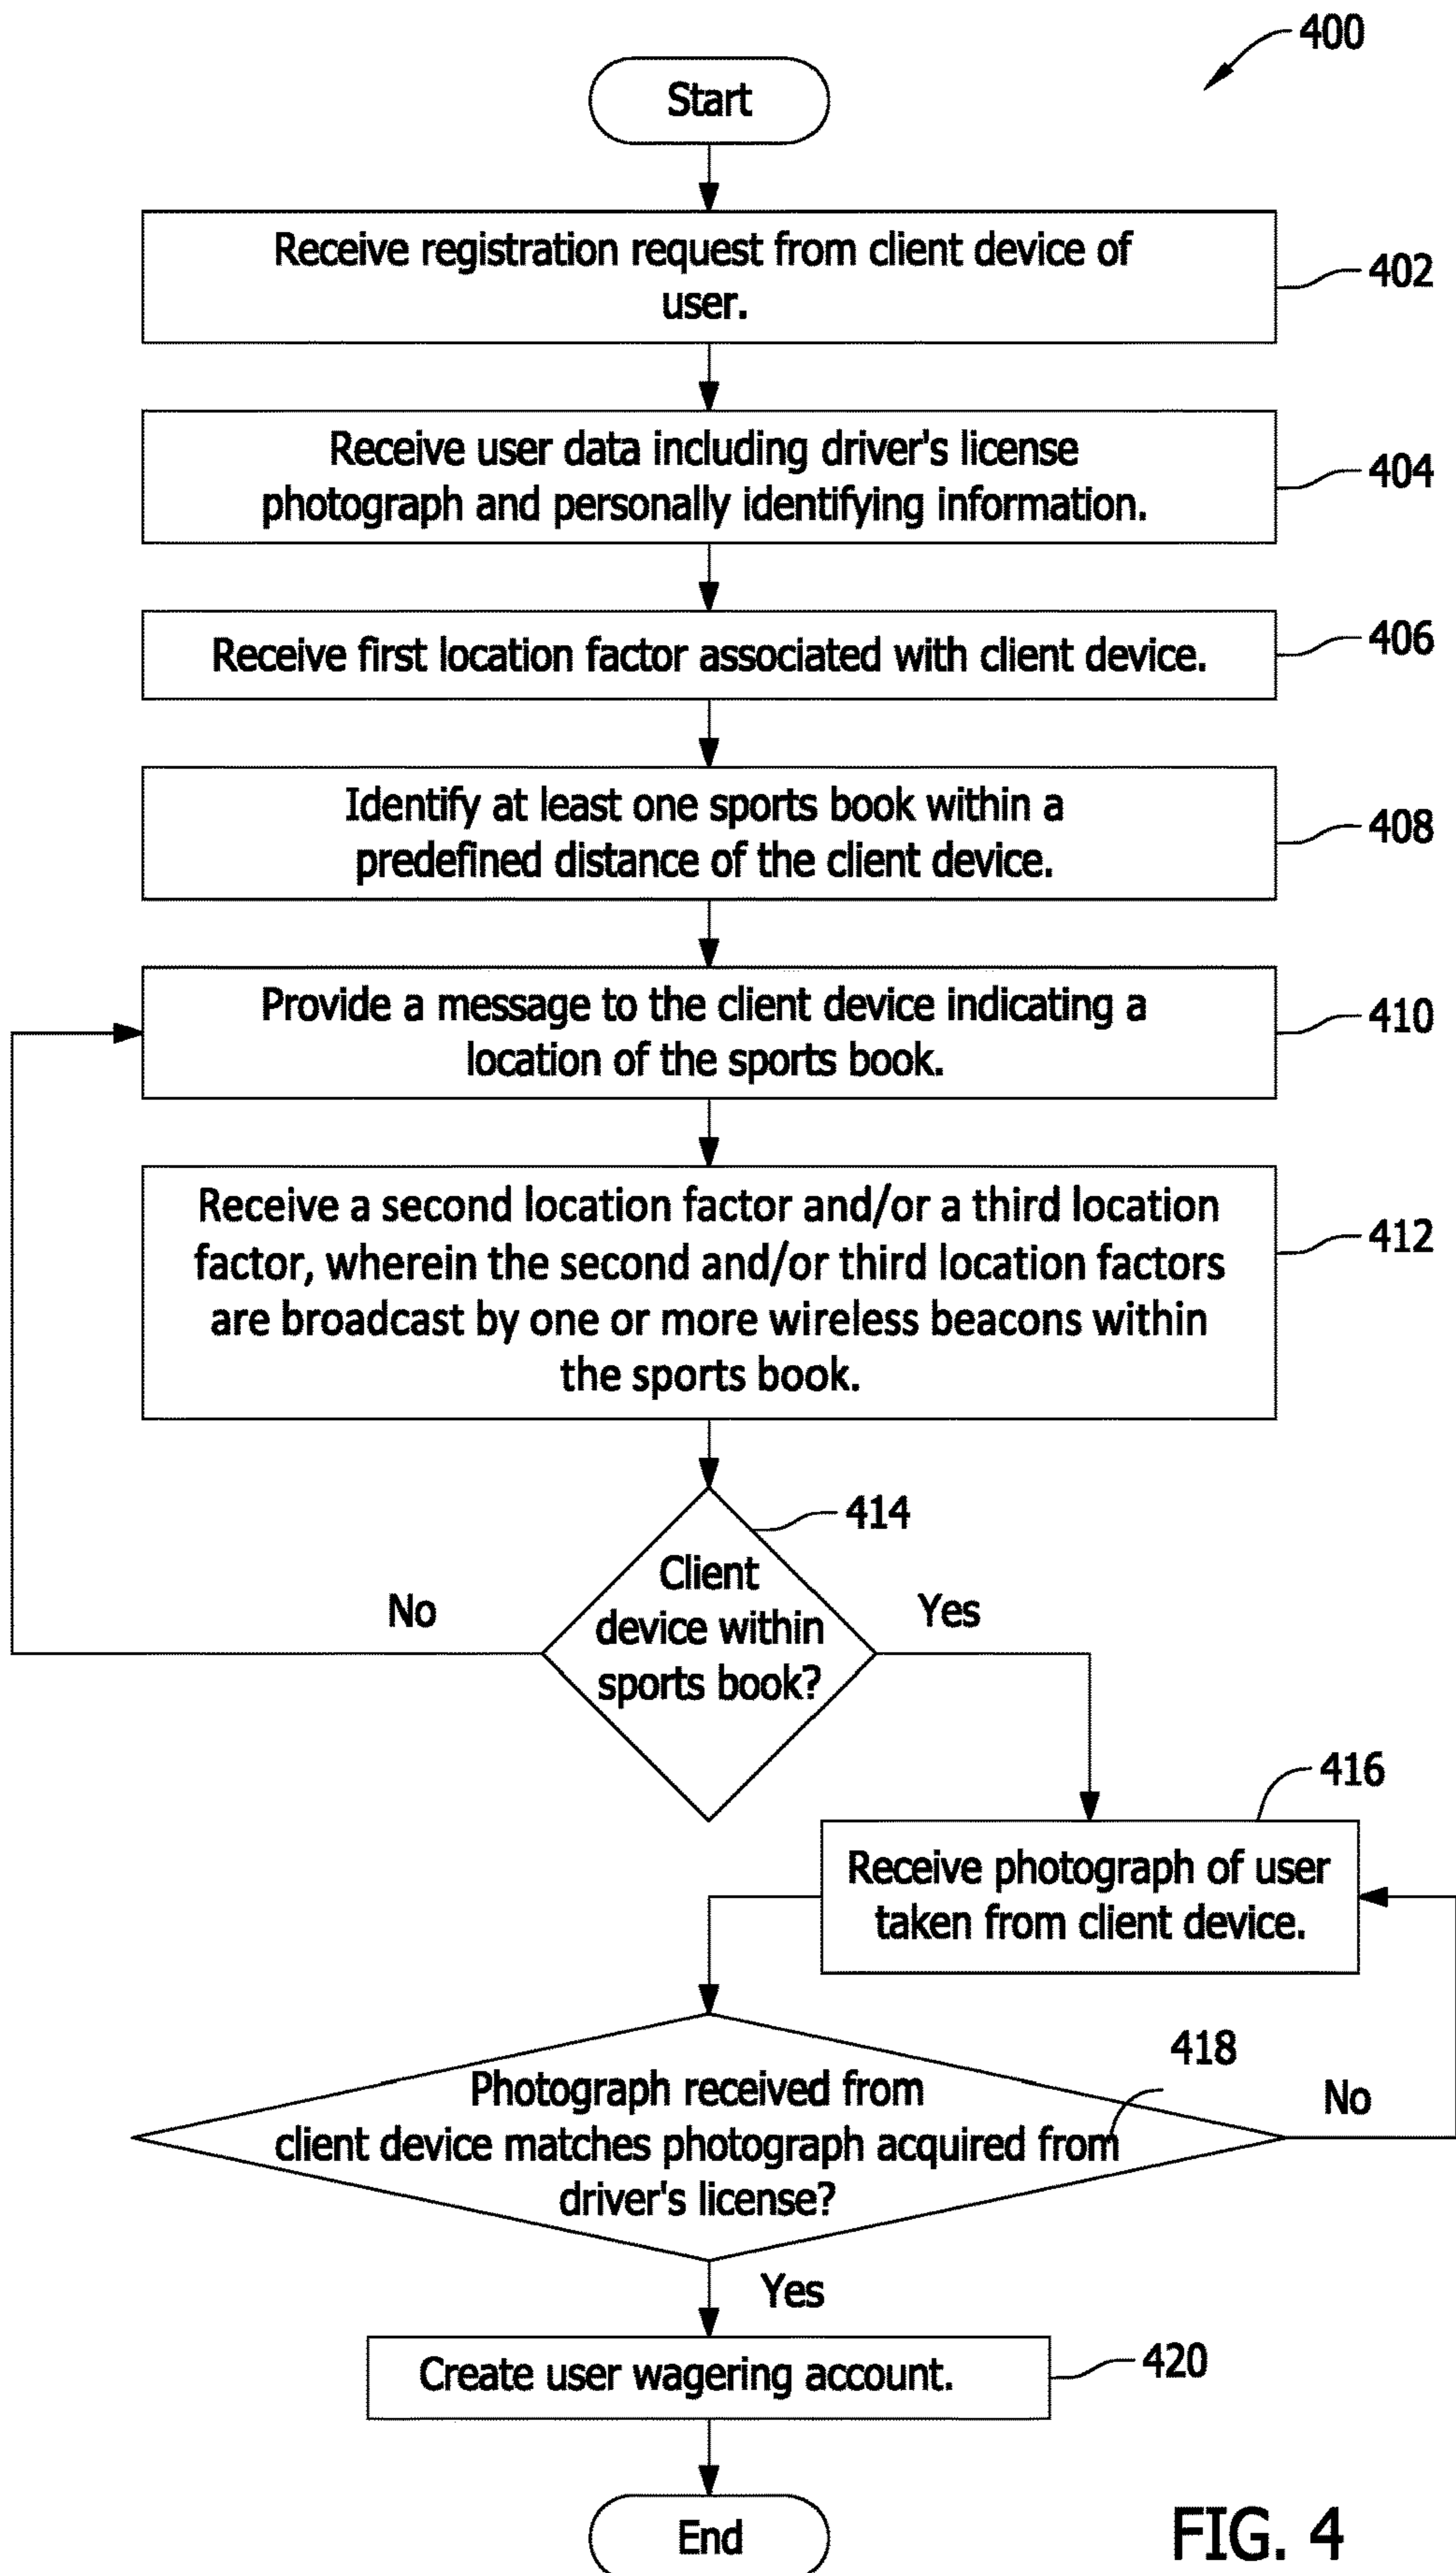 400
Start
Receive registration request from client device of
user.
402
Receive user data including driver's license
photograph and personally identifying information.
404
Receive first location factor associated with client device.
406
Identify at least one sports book within a
predefined distance of the client device.
408
Provide a message to the client device indicating a
location of the sports book.
410
Receive a second location factor and/or a third location
factor, wherein the second and/or third location factors
are broadcast by one or more wireless beacons within
the sports book.
412
414
Client
device within
sports book?
No
Yes
416
Receive photograph of user
taken from client device.
418
Photograph received from
client device matches photograph acquired from
driver's license?
No
Yes
Create user wagering account.
420
End
FIG. 4